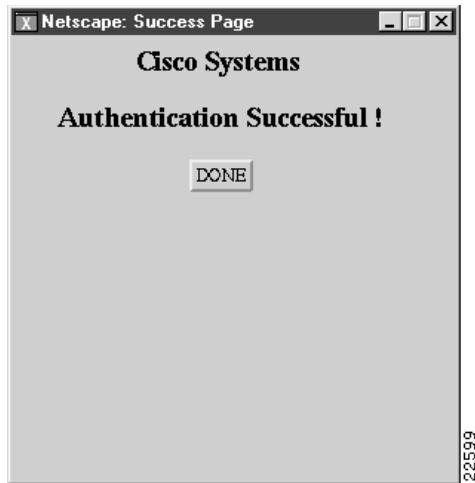 Netscape: Success Page
Cisco Systems
Authentication Successful !
DONE
22599